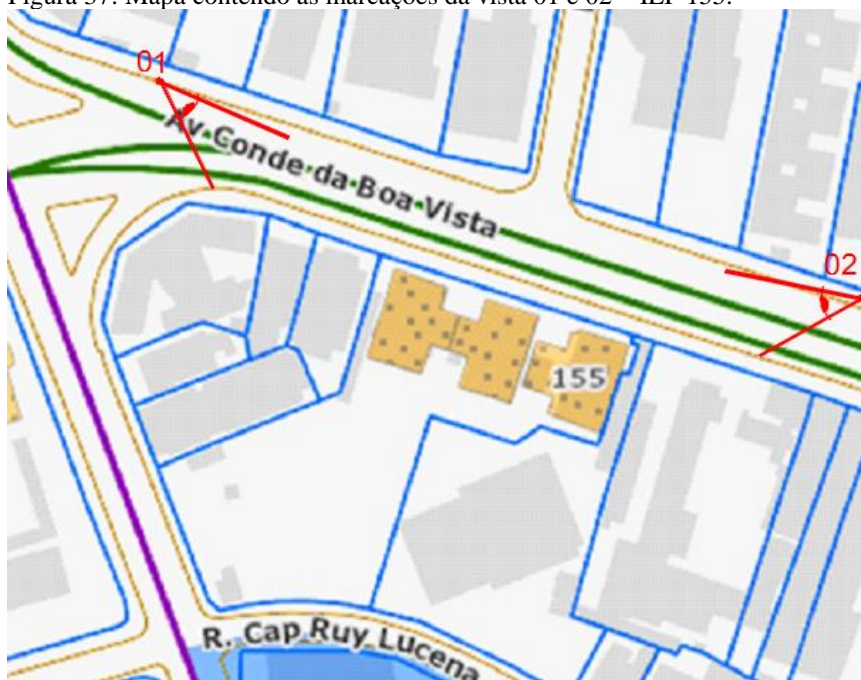 Figura 37: Mapa contendo as marcações da vista 01 e 02 – IEP 155.
01
Av·Conde·da·Boa·Vista
02
155
R. Cap Ruy Lucena